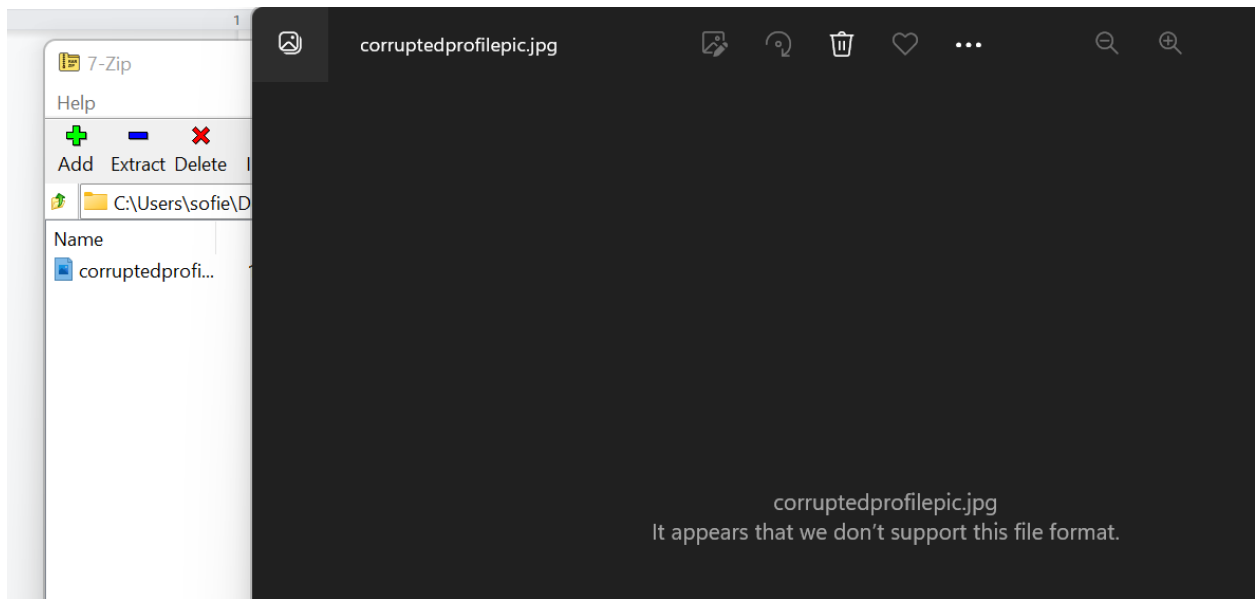 1
7-Zip
Help
Add Extract Delete
C:\Users\sofie\D
Name
corruptedprofi...
corruptedprofilepic.jpg
corruptedprofilepic.jpg
It appears that we don't support this file format.